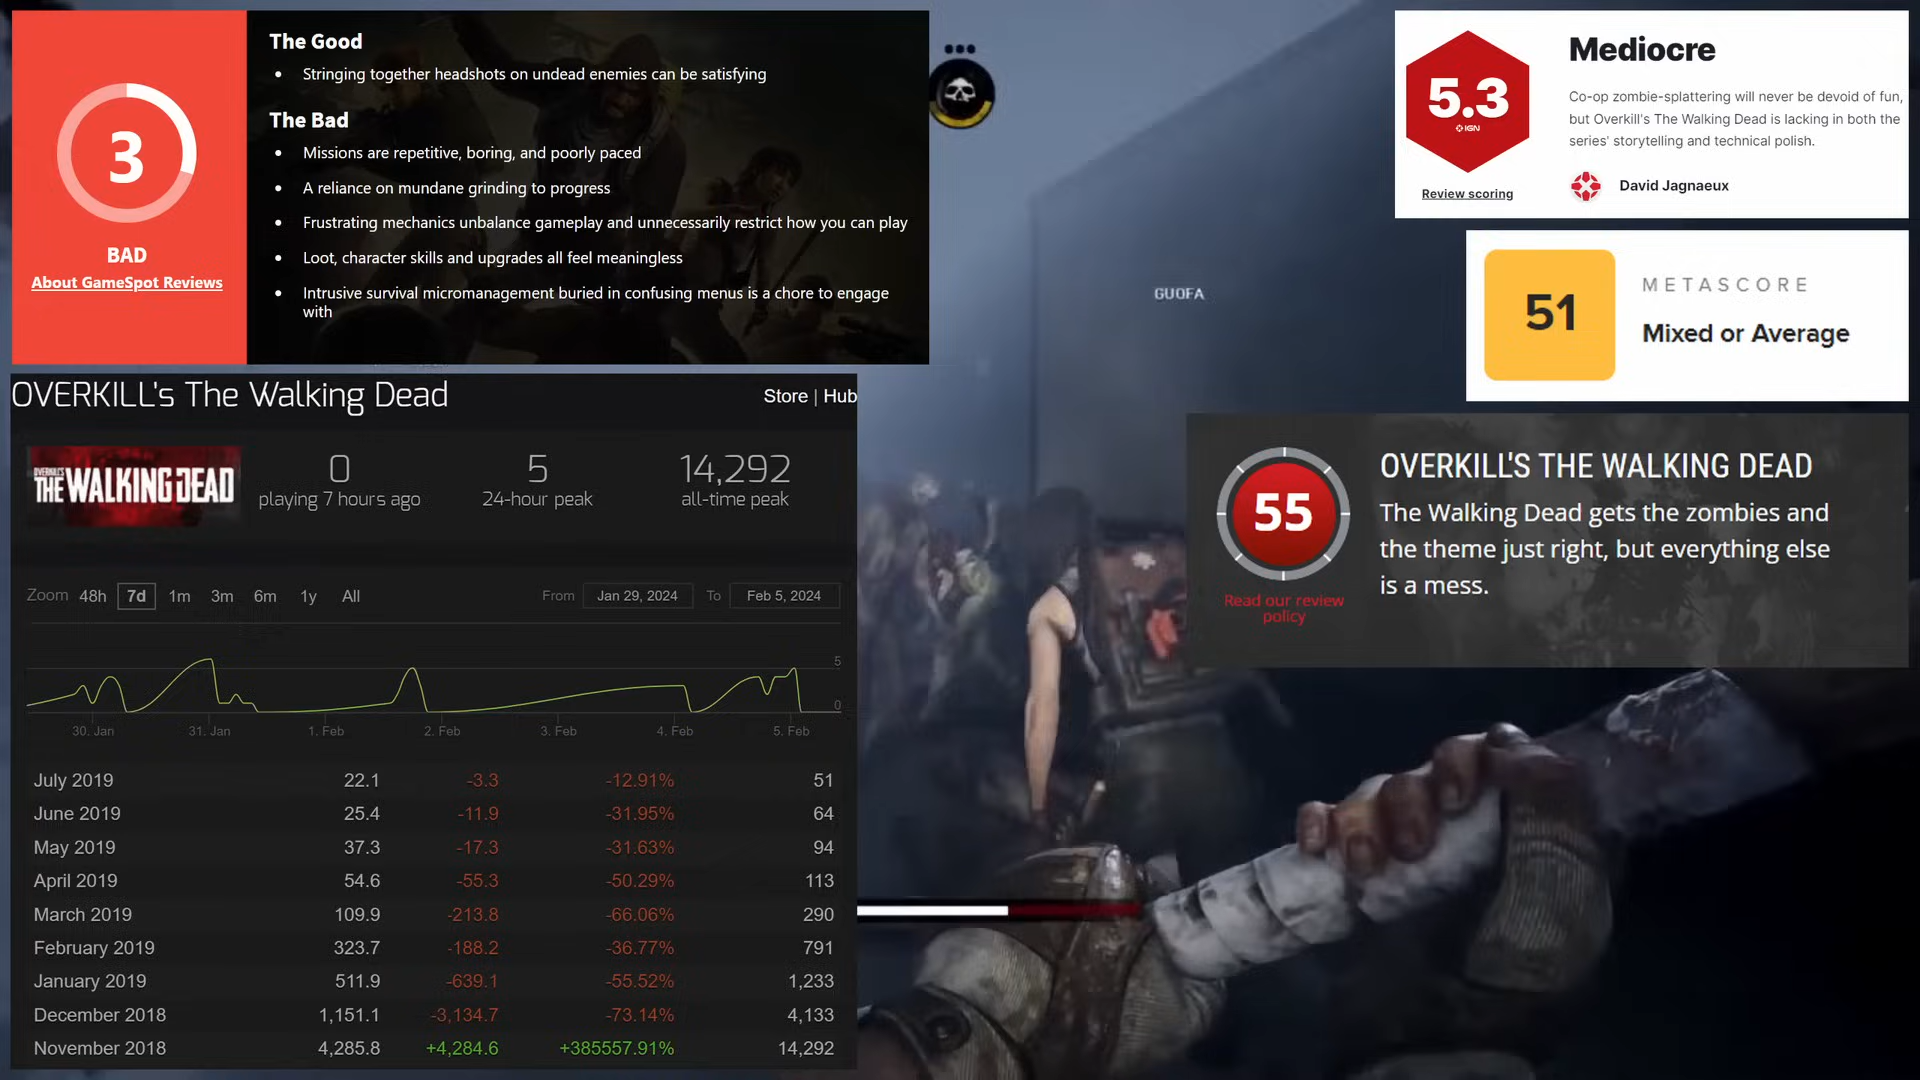 3
BAD
About GameSpot Reviews
The Good
Stringing together headshots on undead enemies can be satisfying
The Bad
Missions are repetitive, boring, and poorly paced
A reliance on mundane grinding to progress
Frustrating mechanics unbalance gameplay and unnecessarily restrict how you can play
Loot, character skills and upgrades all feel meaningless
Intrusive survival micromanagement buried in confusing menus is a chore to engage
with
GUOFA
5.3
IGN
Review scoring
Mediocre
Co-op zombie-splattering will never be devoid of fun,
but Overkill's The Walking Dead is lacking in both the
series' storytelling and technical polish.
David Jagnaeux
51
METASCORE
Mixed or Average
55
Read our review
policy
OVERKILL'S THE WALKING DEAD
The Walking Dead gets the zombies and
the theme just right, but everything else
is a mess.
OVERKILL's The Walking Dead
Store | Hub
OVERKILL'S
THE WALKING DEAD
0
playing 7 hours ago
5
24-hour peak
14,292
all-time peak
Zoom 48h 7d 1m 3m 6m 1y All
From Jan 29, 2024 To Feb 5, 2024
5
0
30. Jan 31. Jan 1. Feb 2. Feb 3. Feb 4. Feb 5. Feb
July 2019 22.1 -3.3 -12.91% 51
June 2019 25.4 -11.9 -31.95% 64
May 2019 37.3 -17.3 -31.63% 94
April 2019 54.6 -55.3 -50.29% 113
March 2019 109.9 -213.8 -66.06% 290
February 2019 323.7 -188.2 -36.77% 791
January 2019 511.9 -639.1 -55.52% 1,233
December 2018 1,151.1 -3,134.7 -73.14% 4,133
November 2018 4,285.8 +4,284.6 +385557.91% 14,292